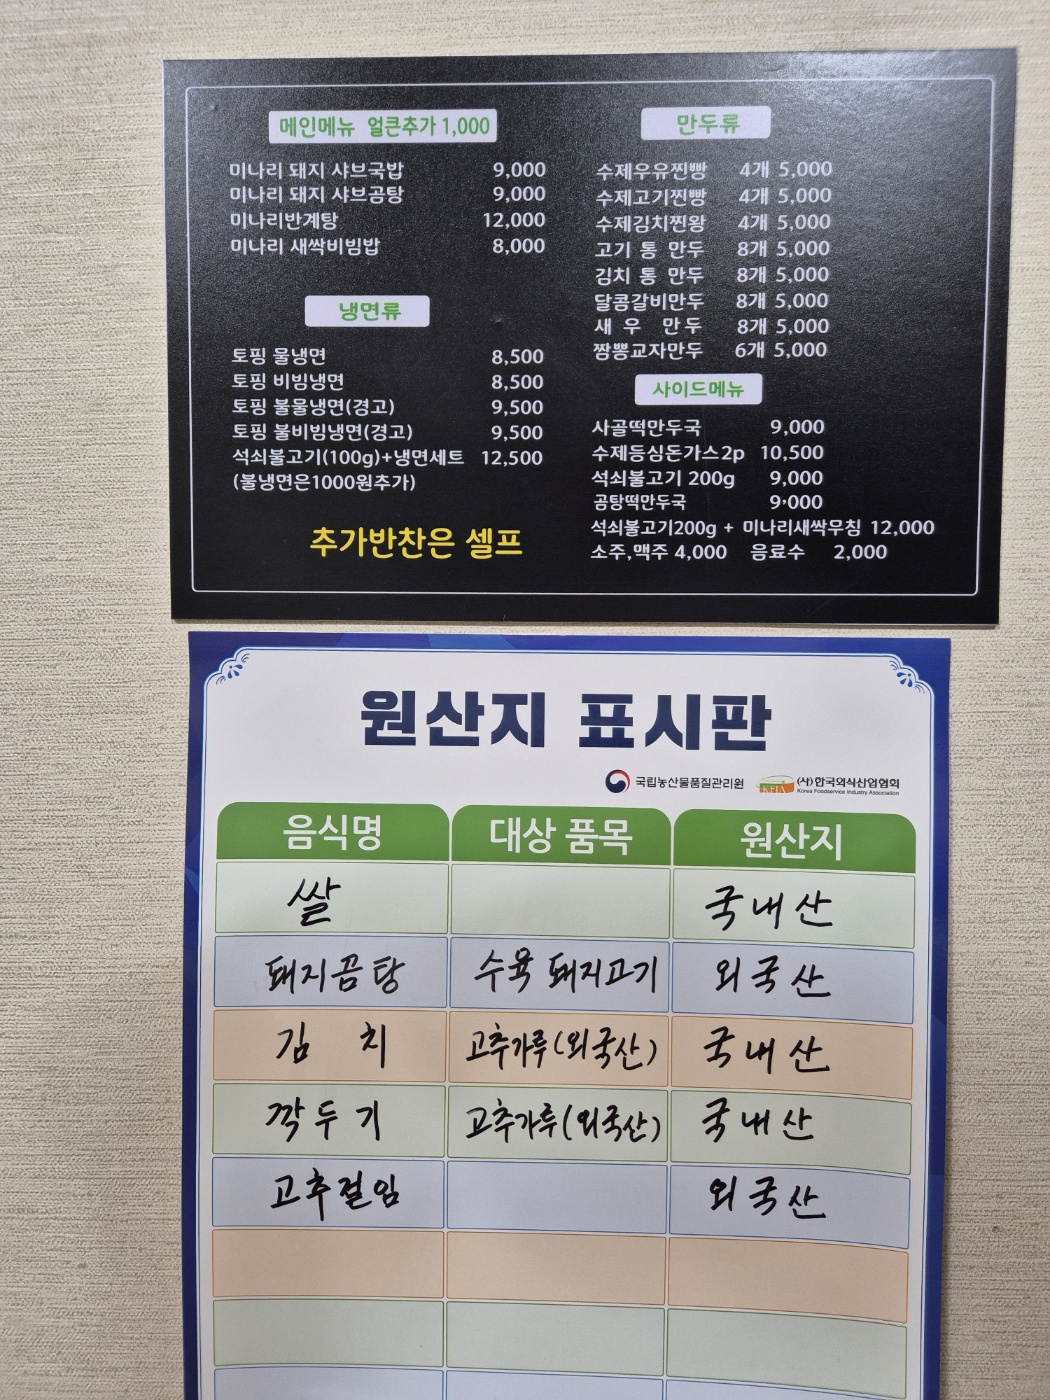 메인메뉴 얼큰추가 1,000
미나리 돼지 샤브국밥 9,000
미나리 돼지 샤브곰탕 9,000
미나리반계탕 12,000
미나리 새싹비빔밥 8,000
냉면류
토핑 물냉면 8,500
토핑 비빔냉면 8,500
토핑 불물냉면(경고) 9,500
토핑 불비빔냉면(경고) 9,500
석쇠불고기(100g)+냉면세트 12,500
(불냉면은1000원추가)
추가반찬은 셀프
만두류
수제우유찐빵 4개 5,000
수제고기찐빵 4개 5,000
수제김치찐왕 4개 5,000
고기 통 만두 8개 5,000
김치 통 만두 8개 5,000
달콤갈비만두 8개 5,000
새 우 만두 8개 5,000
짬뽕교자만두 6개 5,000
사이드메뉴
사골떡만두국 9,000
수제등심돈가스2p 10,500
석쇠불고기 200g 9,000
곰탕떡만두국 9,000
석쇠불고기200g + 미나리새싹무침 12,000
소주,맥주 4,000 음료수 2,000
원산지 표시판
국립농산물품질관리원 KFIA (사)한국외식산업협회
Korea Foodservice Industry Association
음식명 대상 품목 원산지
쌀 국내산
돼지곰탕 수육 돼지고기 외국산
김 치 고추가루(외국산) 국내산
깍두기 고추가루(외국산) 국내산
고추절임 외국산